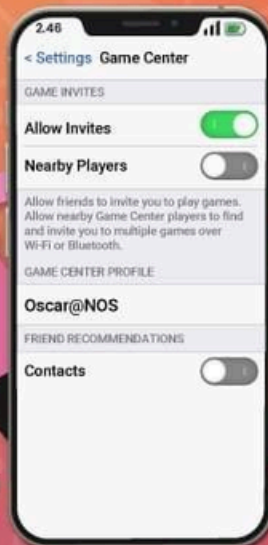 2.46
< Settings Game Center
GAME INVITES
Allow Invites
Nearby Players
Allow friends to invite you to play games.
Allow nearby Game Center players to find
and invite you to multiple games over
Wi-Fi or Bluetooth.
GAME CENTER PROFILE
Oscar@NOS
FRIEND RECOMMENDATIONS
Contacts